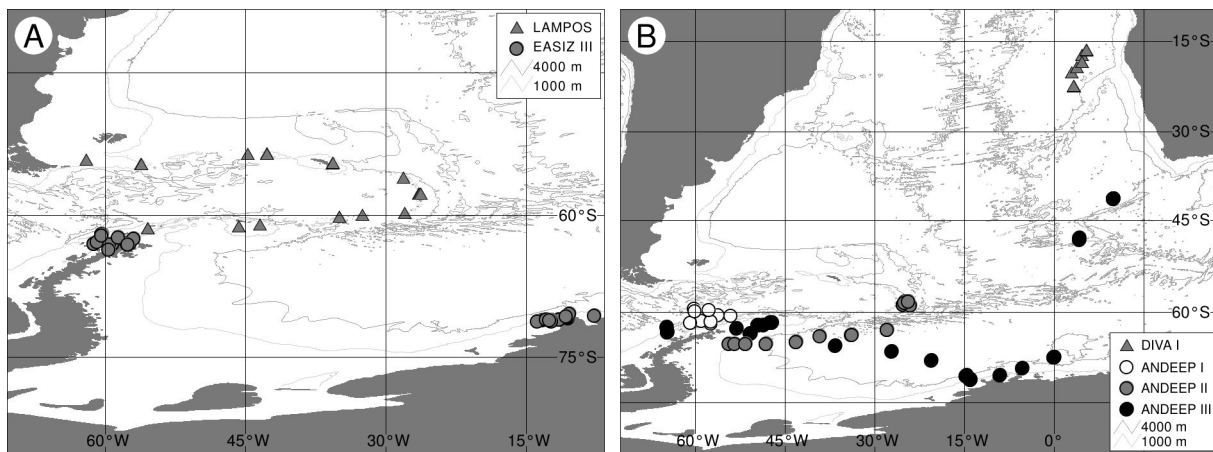 A
LAMPOS
EASIZ III
4000 m
1000 m
60°S
75°S
60°W
45°W
30°W
15°W
B
15°S
30°S
45°S
60°S
DIVA I
ANDEEP I
ANDEEP II
ANDEEP III
4000 m
1000 m
60°W
45°W
30°W
15°W
0°